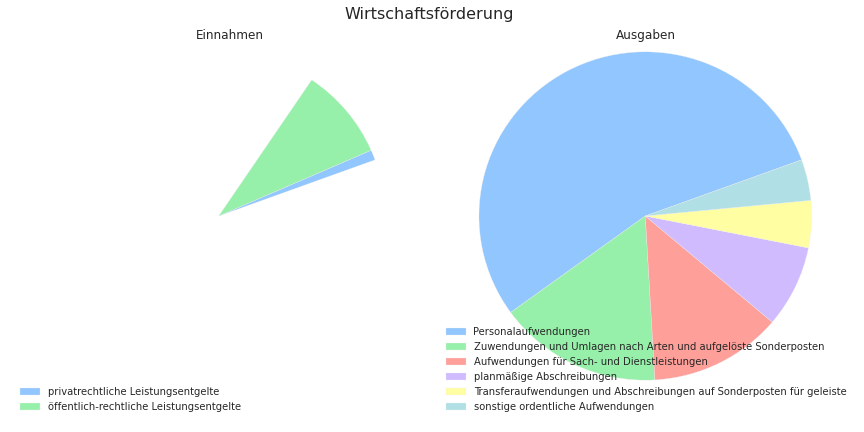 Wirtschaftsförderung
Einnahmen
privatrechtliche Leistungsentgelte
öffentlich-rechtliche Leistungsentgelte
Ausgaben
Personalaufwendungen
Zuwendungen und Umlagen nach Arten und aufgelöste Sonderposten
Aufwendungen für Sach- und Dienstleistungen
planmäßige Abschreibungen
Transferaufwendungen und Abschreibungen auf Sonderposten für geleiste
sonstige ordentliche Aufwendungen